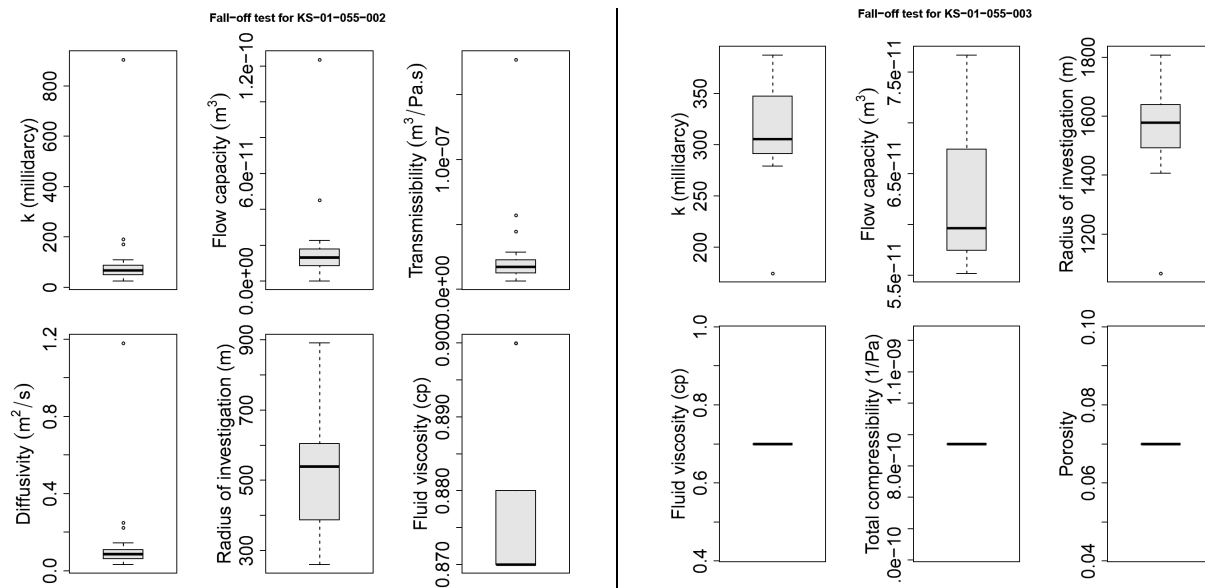 Fall−off test for KS−01−055−002
k (millidarcy)
0
200
400
600
800
Flow capacity (m3)
0.0e+00
6.0e−11
1.2e−10
Transmissibility (m3/Pa.s)
0.0e+00
1.0e−07
Diffusivity (m2/s)
0.0
0.4
0.8
1.2
Radius of investigation (m)
300
500
700
900
Fluid viscosity (cp)
0.870
0.880
0.890
0.900
Fall−off test for KS−01−055−003
k (millidarcy)
200
250
300
350
Flow capacity (m3)
5.5e−11
6.5e−11
7.5e−11
Radius of investigation (m)
1200
1400
1600
1800
Fluid viscosity (cp)
0.4
0.6
0.8
1.0
Total compressibility (1/Pa)
.0e−10
8.0e−10
1.1e−09
Porosity
0.04
0.06
0.08
0.10